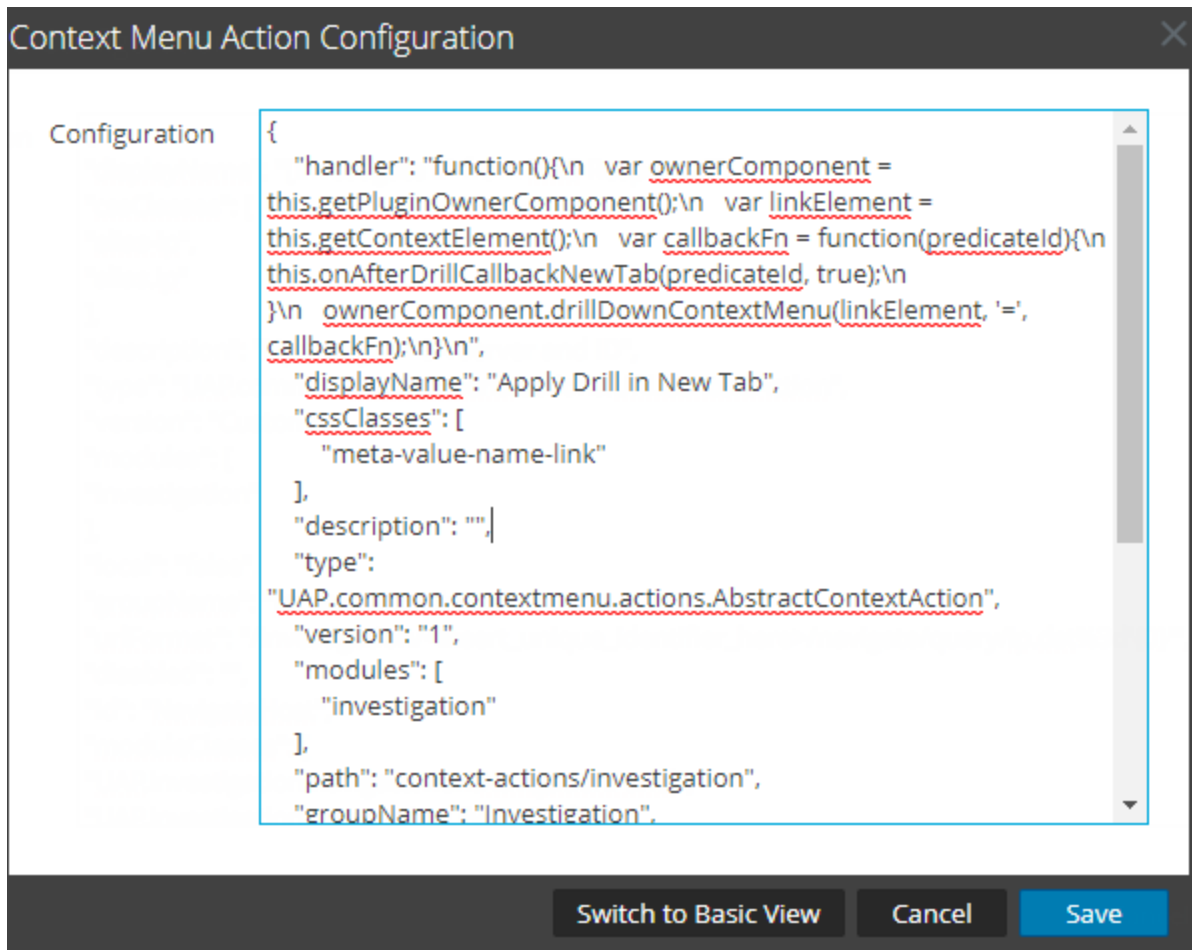 Context Menu Action Configuration
Configuration
{
"handler": "function(){\n   var ownerComponent =
this.getPluginOwnerComponent();\n   var linkElement =
this.getContextElement();\n   var callbackFn = function(predicateId){\n
this.onAfterDrillCallbackNewTab(predicateId, true);\n
}\n   ownerComponent.drillDownContextMenu(linkElement, '=',
callbackFn);\n}\n",
"displayName": "Apply Drill in New Tab",
"cssClasses": [
"meta-value-name-link"
],
"description": "",
"type":
"UAP.common.contextmenu.actions.AbstractContextAction",
"version": "1",
"modules": [
"investigation"
],
"path": "context-actions/investigation",
"groupName": "Investigation",
Switch to Basic View
Cancel
Save